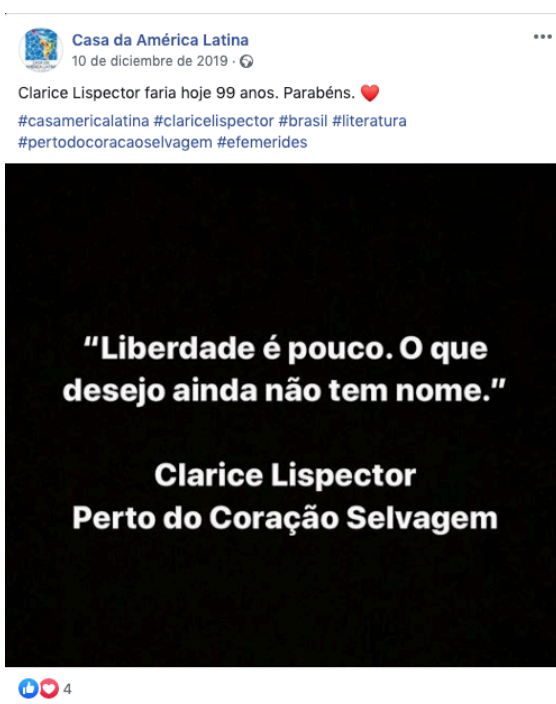 Casa da América Latina
10 de diciembre de 2019 ·
Clarice Lispector faria hoje 99 anos. Parabéns. ❤️
#casamericalatina #claricelispector #brasil #literatura
#pertodocoracaoselvagem #efemerides
“Liberdade é pouco. O que
desejo ainda não tem nome.”
Clarice Lispector
Perto do Coração Selvagem
4